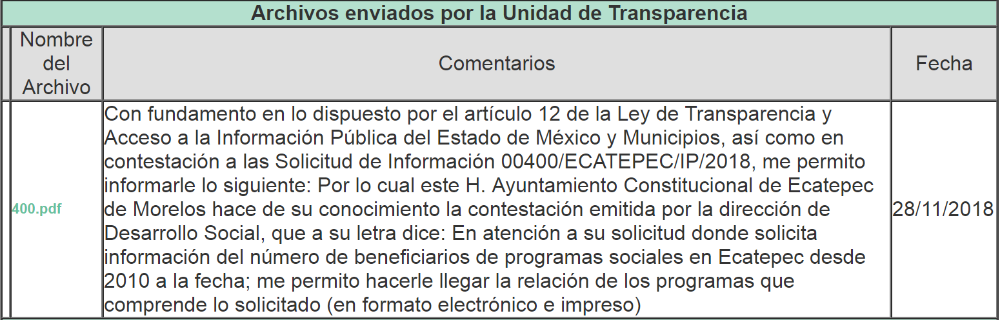 Archivos enviados por la Unidad de Transparencia
Nombre
del
Archivo
Comentarios
Fecha
400.pdf
Con fundamento en lo dispuesto por el artículo 12 de la Ley de Transparencia y
Acceso a la Información Pública del Estado de México y Municipios, así como en
contestación a las Solicitud de Información 00400/ECATEPEC/IP/2018, me permito
informarle lo siguiente: Por lo cual este H. Ayuntamiento Constitucional de Ecatepec
de Morelos hace de su conocimiento la contestación emitida por la dirección de
Desarrollo Social, que a su letra dice: En atención a su solicitud donde solicita
información del número de beneficiarios de programas sociales en Ecatepec desde
2010 a la fecha; me permito hacerle llegar la relación de los programas que
comprende lo solicitado (en formato electrónico e impreso)
28/11/2018